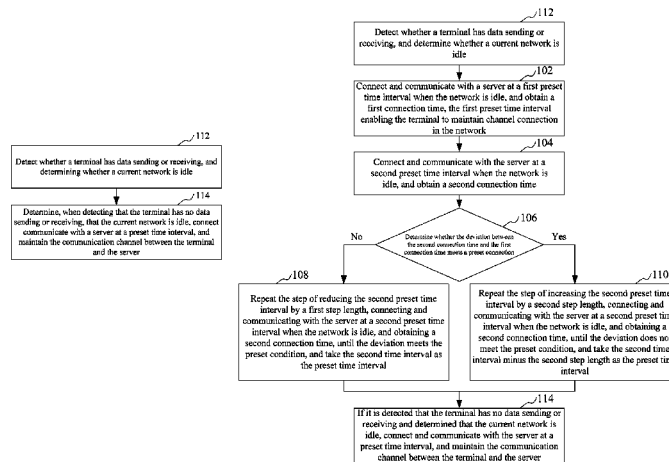 112
Detect whether a terminal has data sending or receiving, and
determining whether a current network is idle
114
Determine, when detecting that the terminal has no data
sending or receiving, that the current network is idle, connect
communicate with a server at a preset time interval, and
maintain the communication channel between the terminal
and the server
112
Detect whether a terminal has data sending or
receiving, and determine whether a current network is
idle
102
Connect and communicate with a server at a first preset
time interval when the network is idle, and obtain a
first connection time, the first preset time interval
enabling the terminal to maintain channel connection
in the network
104
Connect and communicate with the server at a
second preset time interval when the network is
idle, and obtain a second connection time
106
Determine whether the deviation between
the second connection time and the first
connection time meets a preset connection
No
Yes
108
Repeat the step of reducing the second preset time
interval by a first step length, connecting and
communicating with the server at a second preset time
interval when the network is idle, and obtaining a
second connection time, until the deviation meets the
preset condition, and take the second time interval as
the preset time interval
110
Repeat the step of increasing the second preset time
interval by a second step length, connecting and
communicating with the server at a second preset tim
interval when the network is idle, and obtaining a
second connection time, until the deviation does no
meet the preset condition, and take the second time
interval minus the second step length as the preset tim
interval
114
If it is detected that the terminal has no data sending or
receiving and determined that the current network is
idle, connect and communicate with the server at a
preset time interval, and maintain the communication
channel between the terminal and the server